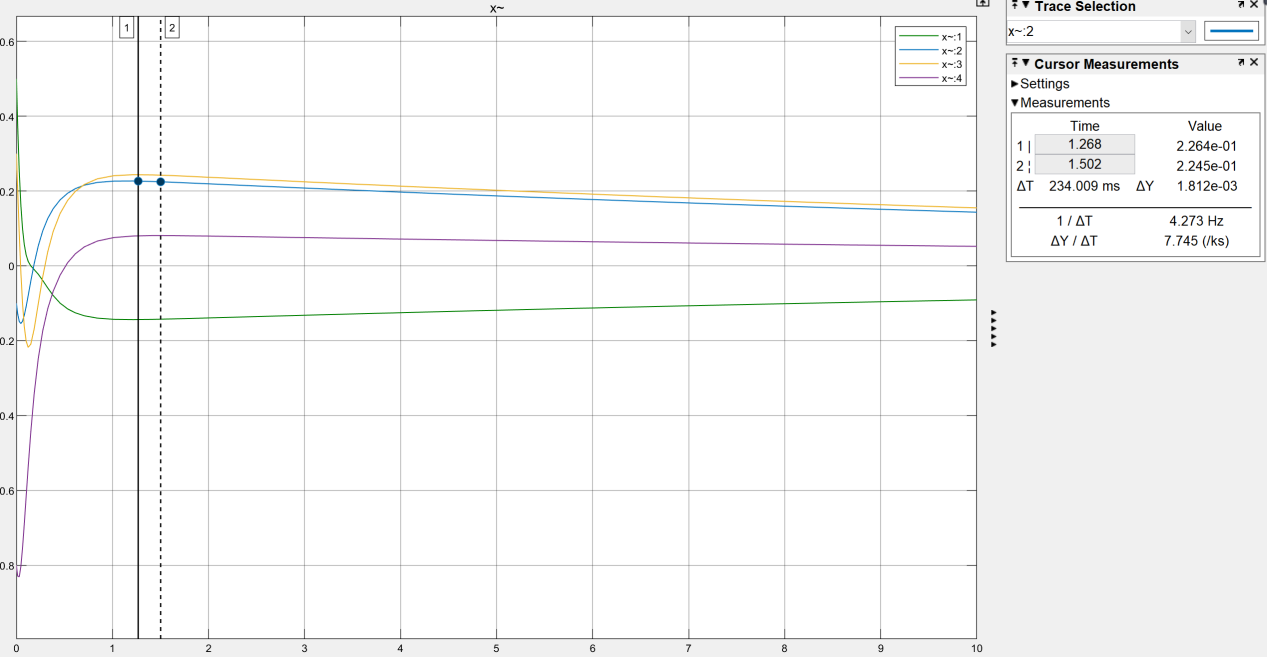 x~
1
2
x~:1
x~:2
x~:3
x~:4
0.6
0.4
0.2
0
0.2
0.4
0.6
0.8
0 1 2 3 4 5 6 7 8 9 10
Trace Selection
x~:2
Cursor Measurements
Settings
Measurements
Time Value
1 | 1.268 2.264e-01
2 ¦ 1.502 2.245e-01
ΔT 234.009 ms ΔY 1.812e-03
1 / ΔT 4.273 Hz
ΔY / ΔT 7.745 (/ks)